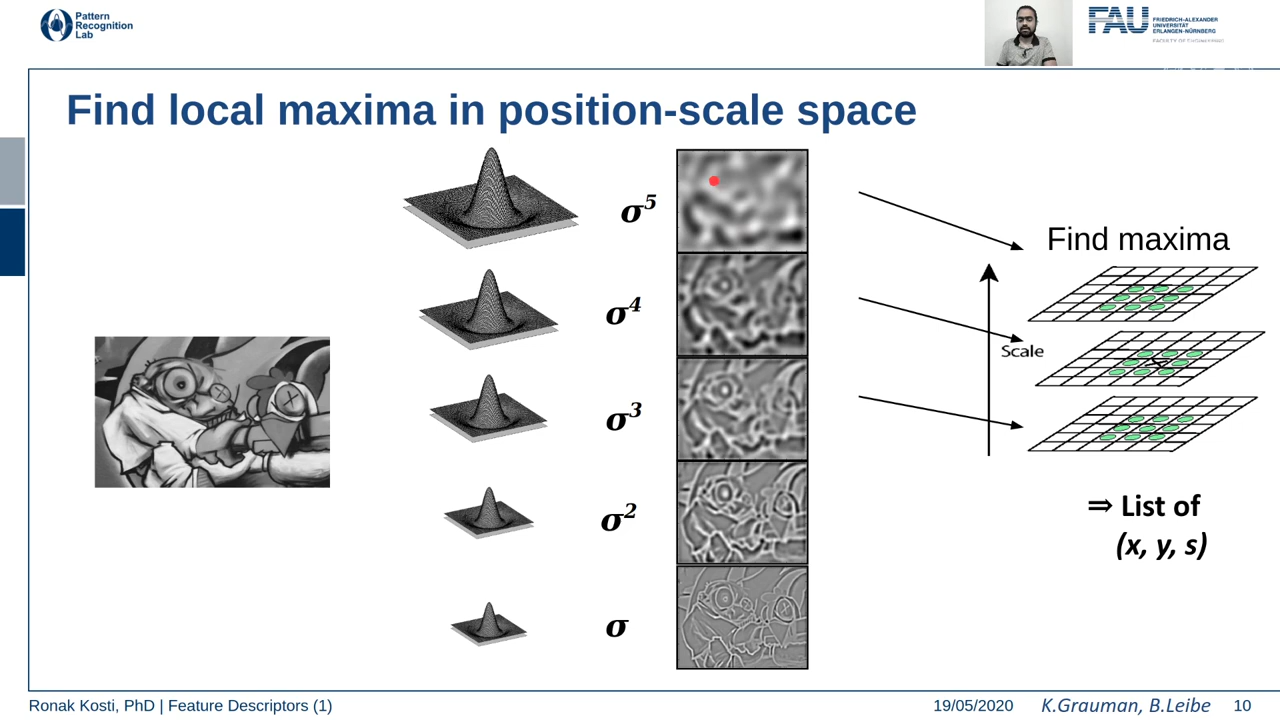 Pattern
Recognition
Lab
FAU
FRIEDRICH-ALEXANDER
UNIVERSITÄT
ERLANGEN-NÜRNBERG
Find local maxima in position-scale space
σ⁵
σ⁴
σ³
σ²
σ
Find maxima
Scale
⇒ List of
(x, y, s)
Ronak Kosti, PhD | Feature Descriptors (1)
19/05/2020
K.Grauman, B.Leibe
10